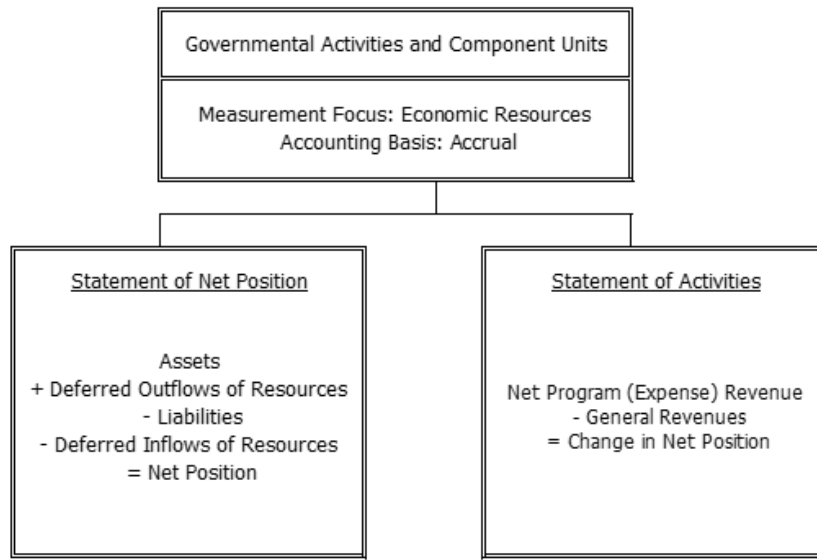 Governmental Activities and Component Units
Measurement Focus: Economic Resources
Accounting Basis: Accrual
Statement of Net Position
Assets
+ Deferred Outflows of Resources
- Liabilities
- Deferred Inflows of Resources
= Net Position
Statement of Activities
Net Program (Expense) Revenue
- General Revenues
= Change in Net Position